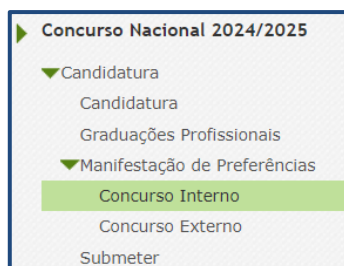 Concurso Nacional 2024/2025
Candidatura
Candidatura
Graduações Profissionais
Manifestação de Preferências
Concurso Interno
Concurso Externo
Submeter